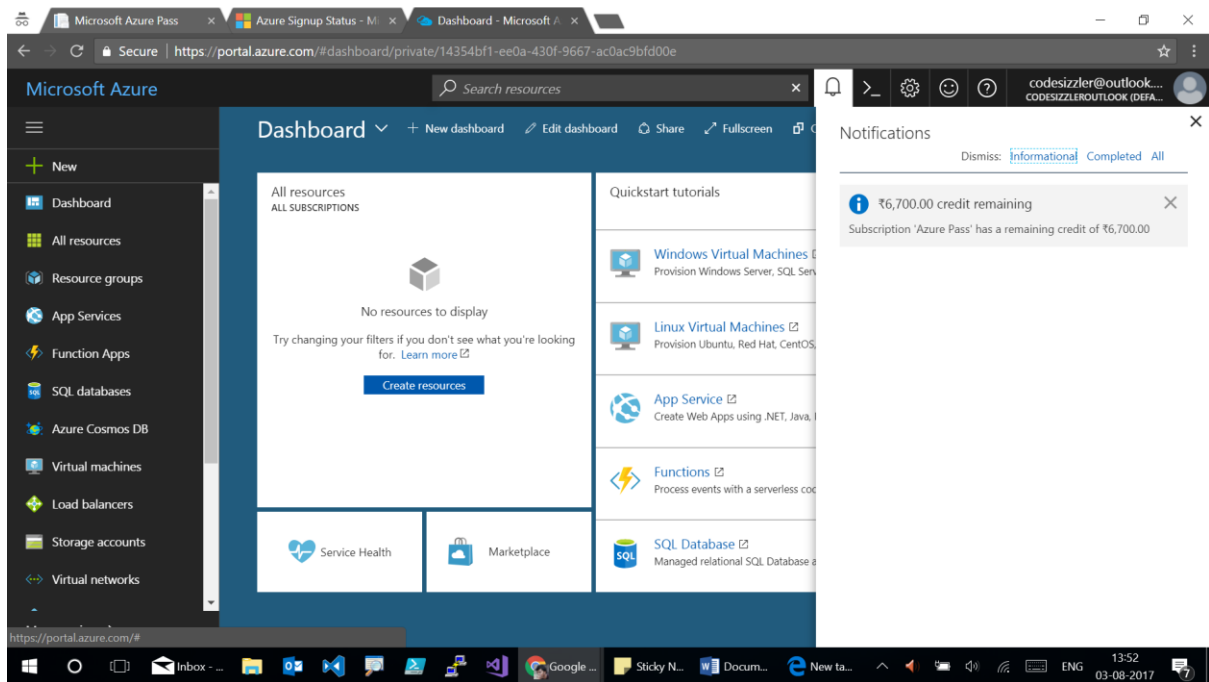 Microsoft Azure Pass
Azure Signup Status - Mi
Dashboard - Microsoft A
Secure | https://portal.azure.com/#dashboard/private/14354bf1-ee0a-430f-9667-ac0ac9bfd00e
Microsoft Azure
Search resources
codesizzler@outlook....
CODESIZZLEROUTLOOK (DEFA...
New
Dashboard
All resources
Resource groups
App Services
Function Apps
SQL databases
Azure Cosmos DB
Virtual machines
Load balancers
Storage accounts
Virtual networks
https://portal.azure.com/#
Dashboard
+ New dashboard
Edit dashboard
Share
Fullscreen
All resources
ALL SUBSCRIPTIONS
No resources to display
Try changing your filters if you don't see what you're looking
for. Learn more
Create resources
Service Health
Marketplace
Quickstart tutorials
Windows Virtual Machines
Provision Windows Server, SQL Serv
Linux Virtual Machines
Provision Ubuntu, Red Hat, CentOS,
App Service
Create Web Apps using .NET, Java,
Functions
Process events with a serverless coc
SQL
SQL Database
Managed relational SQL Database a
Notifications
Dismiss: Informational Completed All
₹6,700.00 credit remaining
Subscription 'Azure Pass' has a remaining credit of ₹6,700.00
Inbox - ...
Google ...
Sticky N...
Docum...
New ta...
ENG
13:52
03-08-2017
7